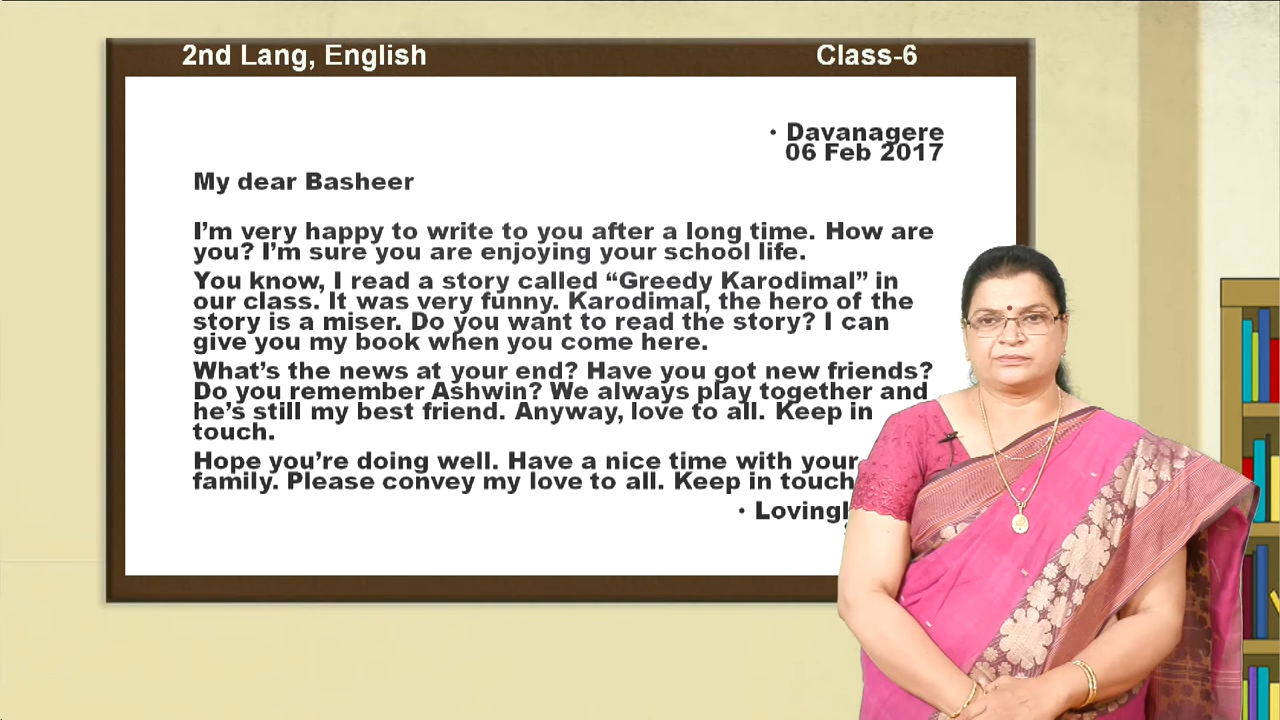 2nd Lang, English Class-6
• Davanagere
06 Feb 2017
My dear Basheer
I'm very happy to write to you after a long time. How are
you? I'm sure you are enjoying your school life.
You know, I read a story called “Greedy Karodimal” in
our class. It was very funny. Karodimal, the hero of the
story is a miser. Do you want to read the story? I can
give you my book when you come here.
What's the news at your end? Have you got new friends?
Do you remember Ashwin? We always play together and
he's still my best friend. Anyway, love to all. Keep in
touch.
Hope you're doing well. Have a nice time with your
family. Please convey my love to all. Keep in touch
•